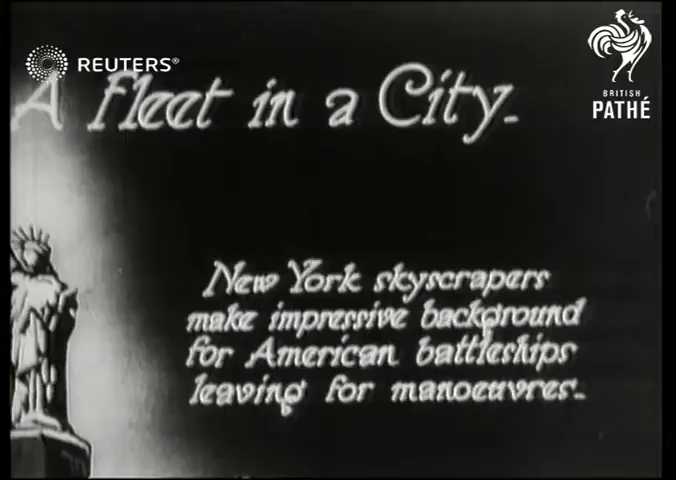 REUTERS®
BRITISH
PATHÉ
A Fleet in a City.
New York skyscrapers
make impressive background
for American battleships
leaving for manoeuvres.